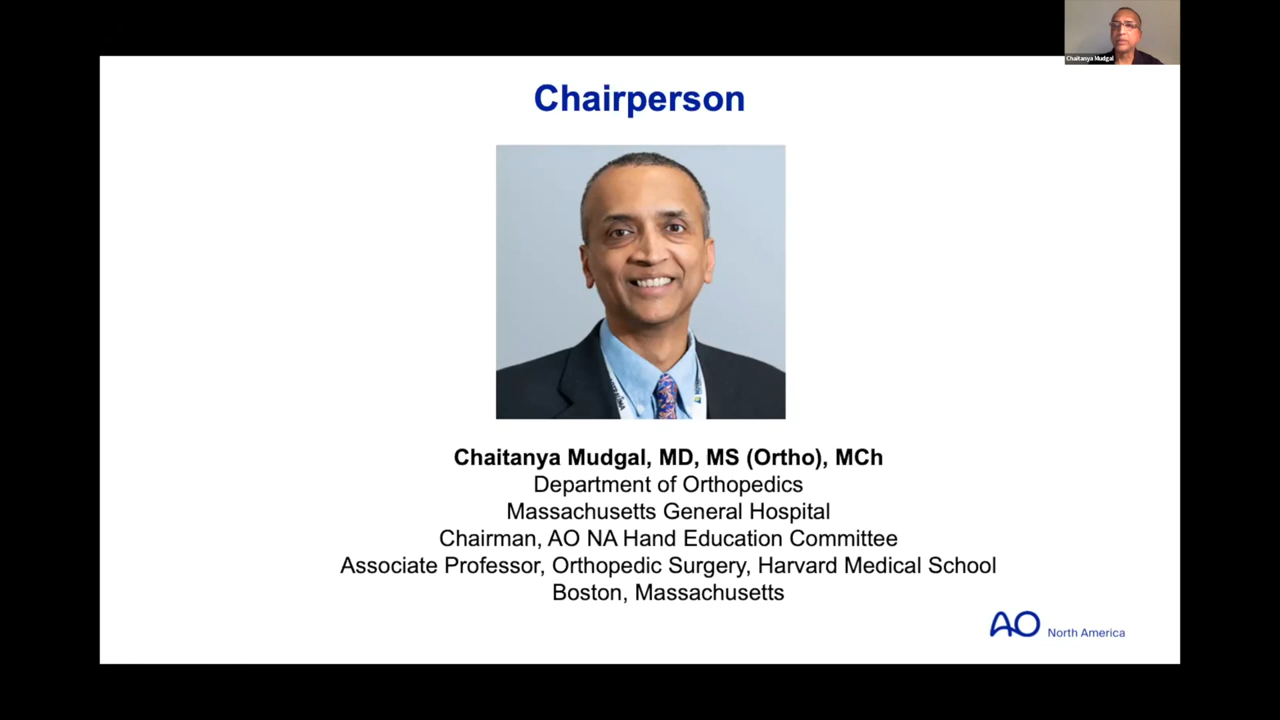 Chaitanya Mudgal
Chairperson
Chaitanya Mudgal, MD, MS (Ortho), MCh
Department of Orthopedics
Massachusetts General Hospital
Chairman, AO NA Hand Education Committee
Associate Professor, Orthopedic Surgery, Harvard Medical School
Boston, Massachusetts
AO North America